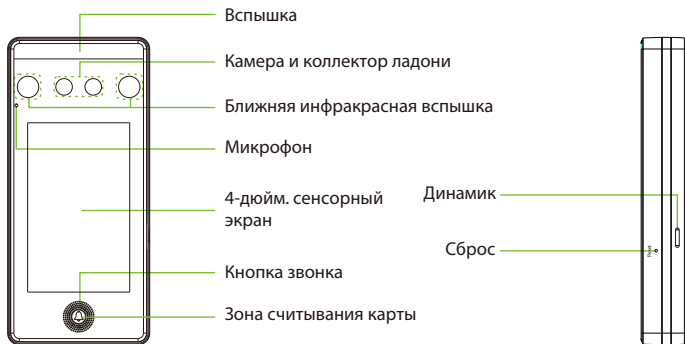 Вспышка
Камера и коллектор ладони
Ближняя инфракрасная вспышка
Микрофон
4-дюйм. сенсорный
экран
Кнопка звонка
Зона считывания карты
Динамик
Сброс
Reset